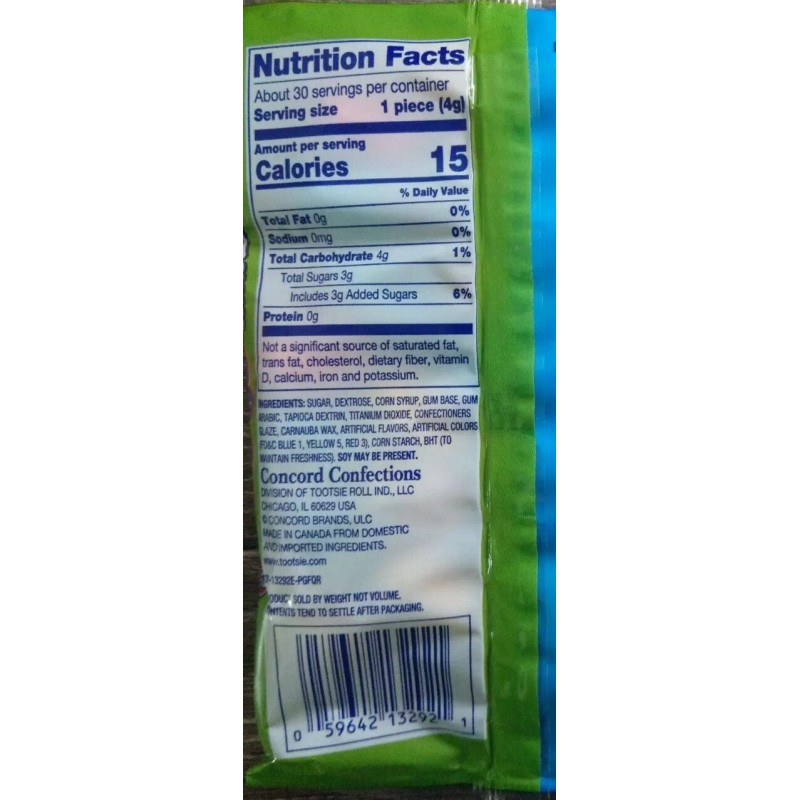 Nutrition Facts
About 30 servings per container
Serving size 1 piece (4g)
Amount per serving
Calories 15
% Daily Value
Total Fat 0g 0%
Sodium 0mg 0%
Total Carbohydrate 4g 1%
Total Sugars 3g
Includes 3g Added Sugars 6%
Protein 0g
Not a significant source of saturated fat,
trans fat, cholesterol, dietary fiber, vitamin
D, calcium, iron and potassium.
INGREDIENTS: SUGAR, DEXTROSE, CORN SYRUP, GUM BASE, GUM
ARABIC, TAPIOCA DEXTRIN, TITANIUM DIOXIDE, CONFECTIONERS
GLAZE, CARNAUBA WAX, ARTIFICIAL FLAVORS, ARTIFICIAL COLORS
(FD&C BLUE 1, YELLOW 5, RED 3), CORN STARCH, BHT (TO
MAINTAIN FRESHNESS). SOY MAY BE PRESENT.
Concord Confections
DIVISION OF TOOTSIE ROLL IND., LLC
CHICAGO, IL 60629 USA
© CONCORD BRANDS, ULC
MADE IN CANADA FROM DOMESTIC
AND IMPORTED INGREDIENTS.
www.tootsie.com
-13292E-PGFQR
SOLD BY WEIGHT NOT VOLUME.
TEND TO SETTLE AFTER PACKAGING.
0 59642 13292 1